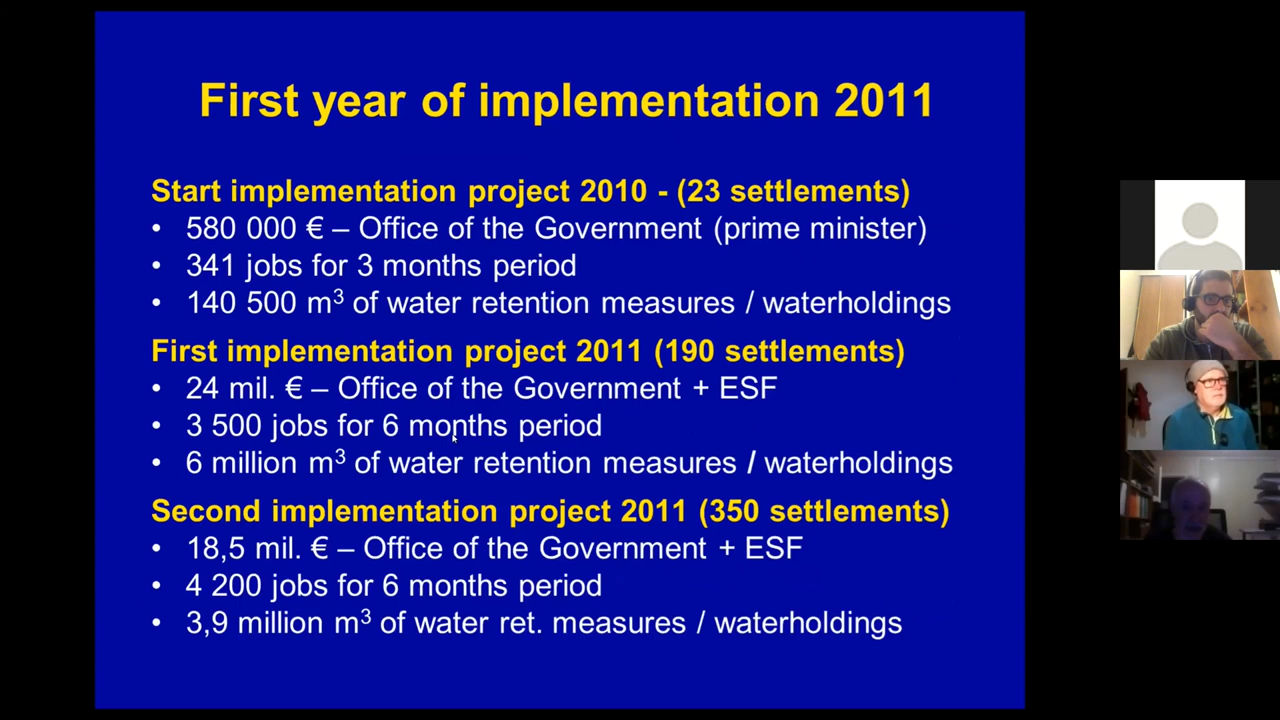 First year of implementation 2011
Start implementation project 2010 - (23 settlements)
• 580 000 € – Office of the Government (prime minister)
• 341 jobs for 3 months period
• 140 500 m³ of water retention measures / waterholdings
First implementation project 2011 (190 settlements)
• 24 mil. € – Office of the Government + ESF
• 3 500 jobs for 6 months period
• 6 million m³ of water retention measures / waterholdings
Second implementation project 2011 (350 settlements)
• 18,5 mil. € – Office of the Government + ESF
• 4 200 jobs for 6 months period
• 3,9 million m³ of water ret. measures / waterholdings